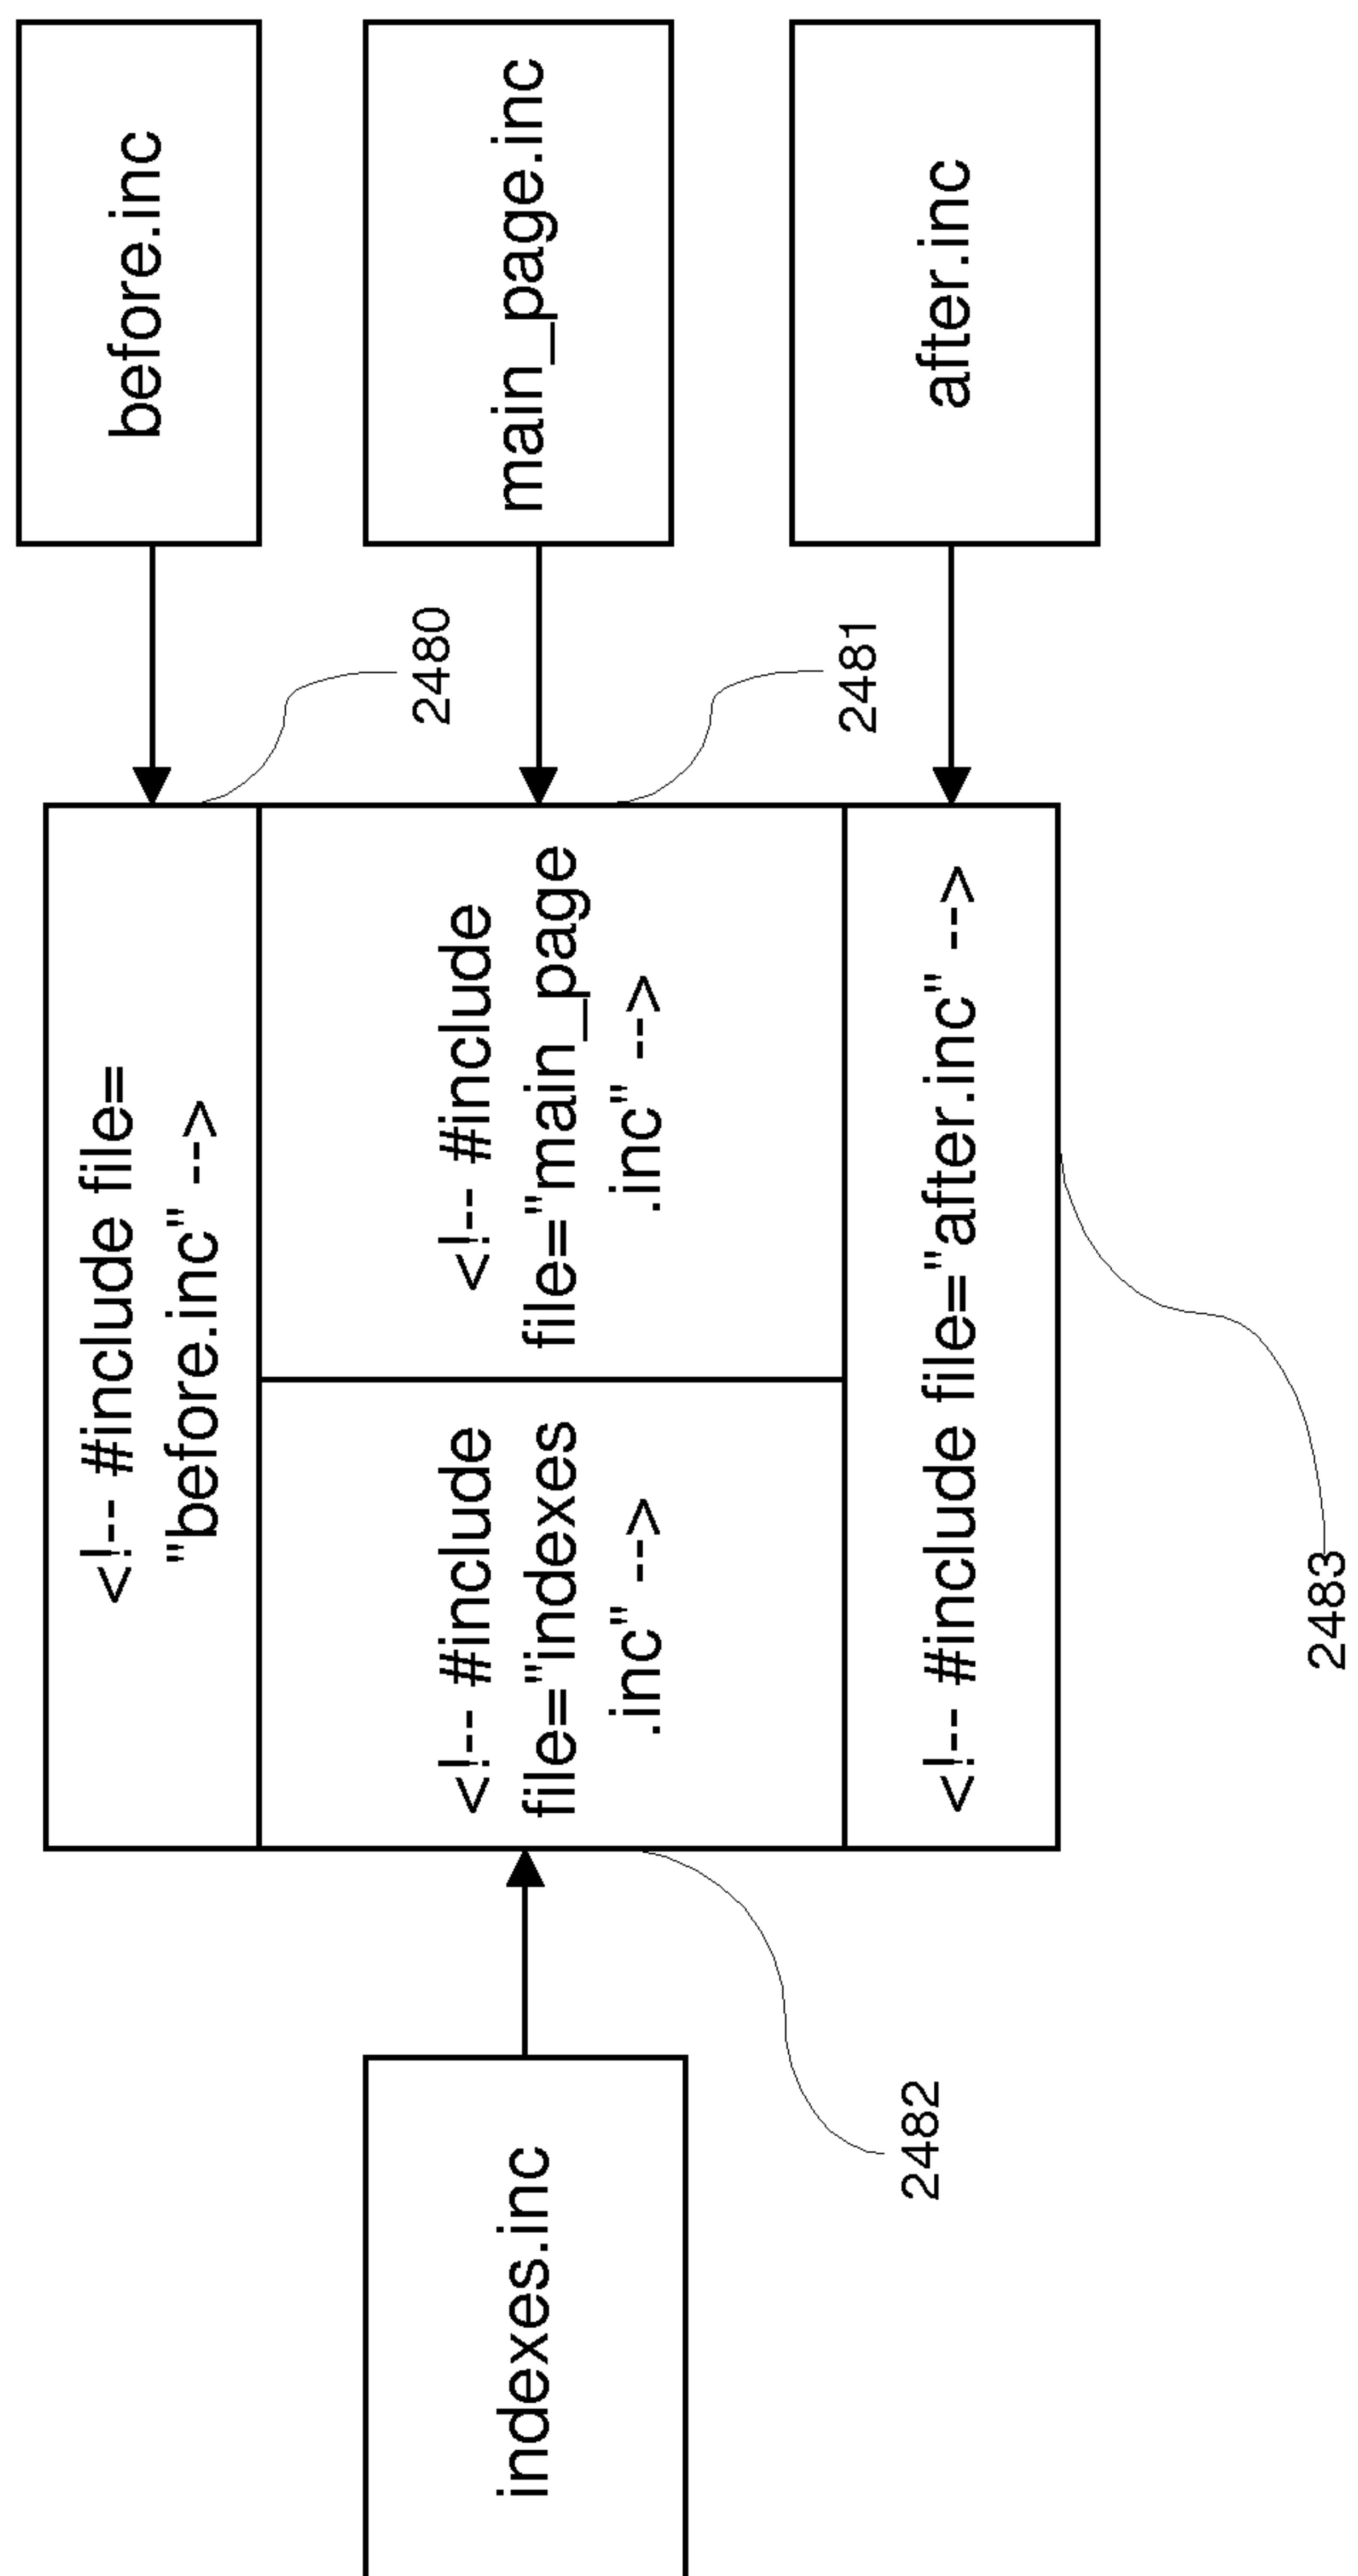 before.inc
<!-- #include file=
"before.inc" -->
2480
indexes.inc
<!-- #include
file="indexes
.inc" -->
<!-- #include
file="main_page
.inc" -->
main_page.inc
2481
2482
<!-- #include file="after.inc" -->
after.inc
2483